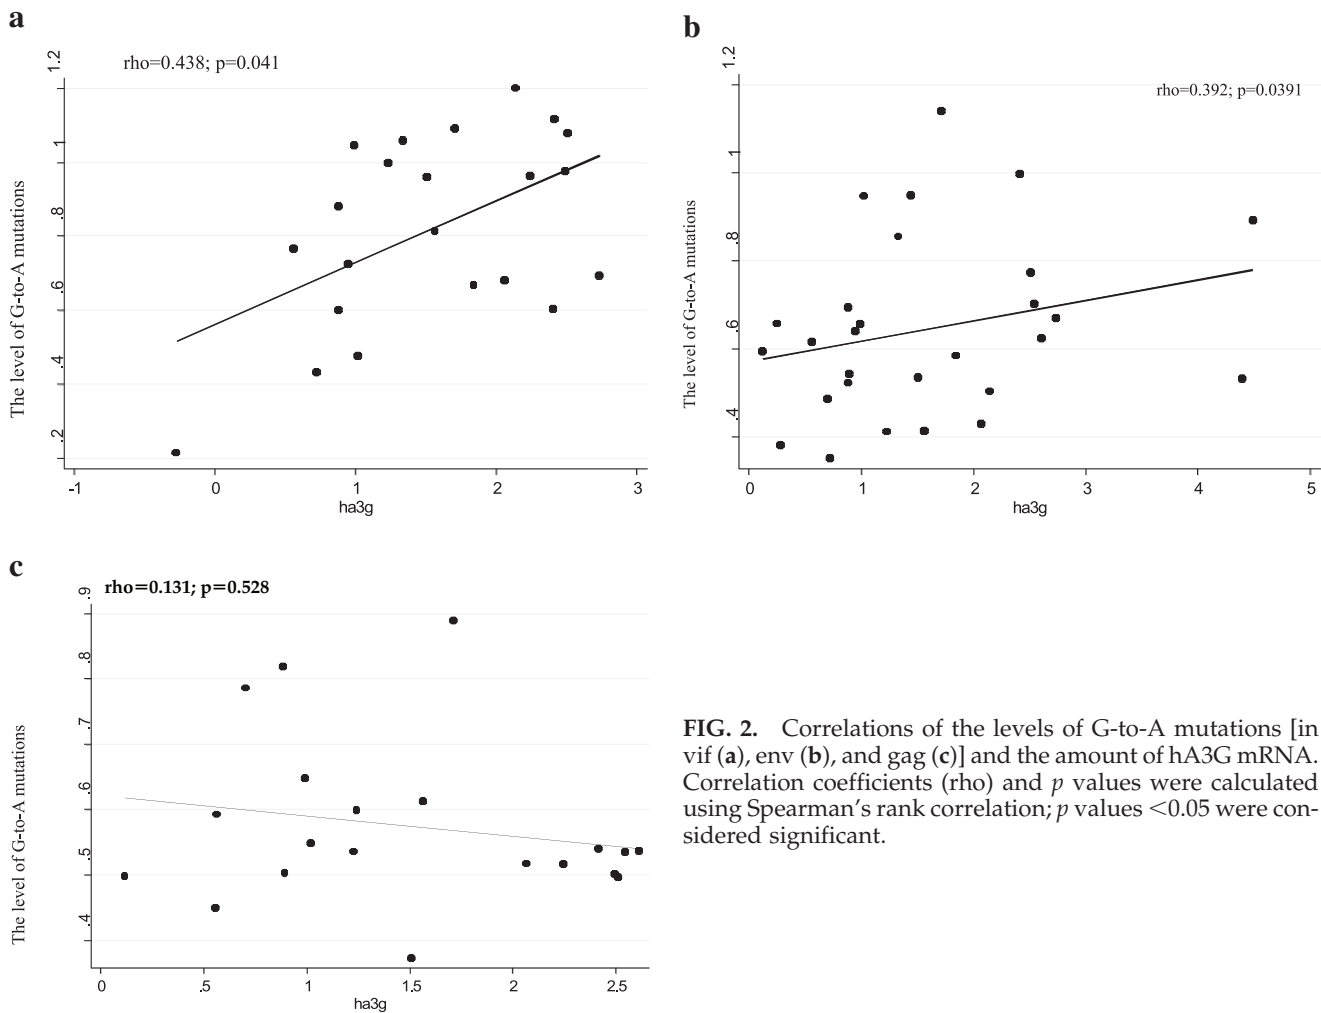 a
rho=0.438; p=0.041
The level of G-to-A mutations
1.2
1
.8
.6
.4
.2
-1 0 1 2 3
ha3g
b
rho=0.392; p=0.0391
The level of G-to-A mutations
1.2
1
.8
.6
.4
0 1 2 3 4 5
ha3g
c
rho=0.131; p=0.528
The level of G-to-A mutations
.9
.8
.7
.6
.5
.4
0 .5 1 1.5 2 2.5
ha3g
FIG. 2. Correlations of the levels of G-to-A mutations [in
vif (a), env (b), and gag (c)] and the amount of hA3G mRNA.
Correlation coefficients (rho) and p values were calculated
using Spearman's rank correlation; p values <0.05 were con-
sidered significant.